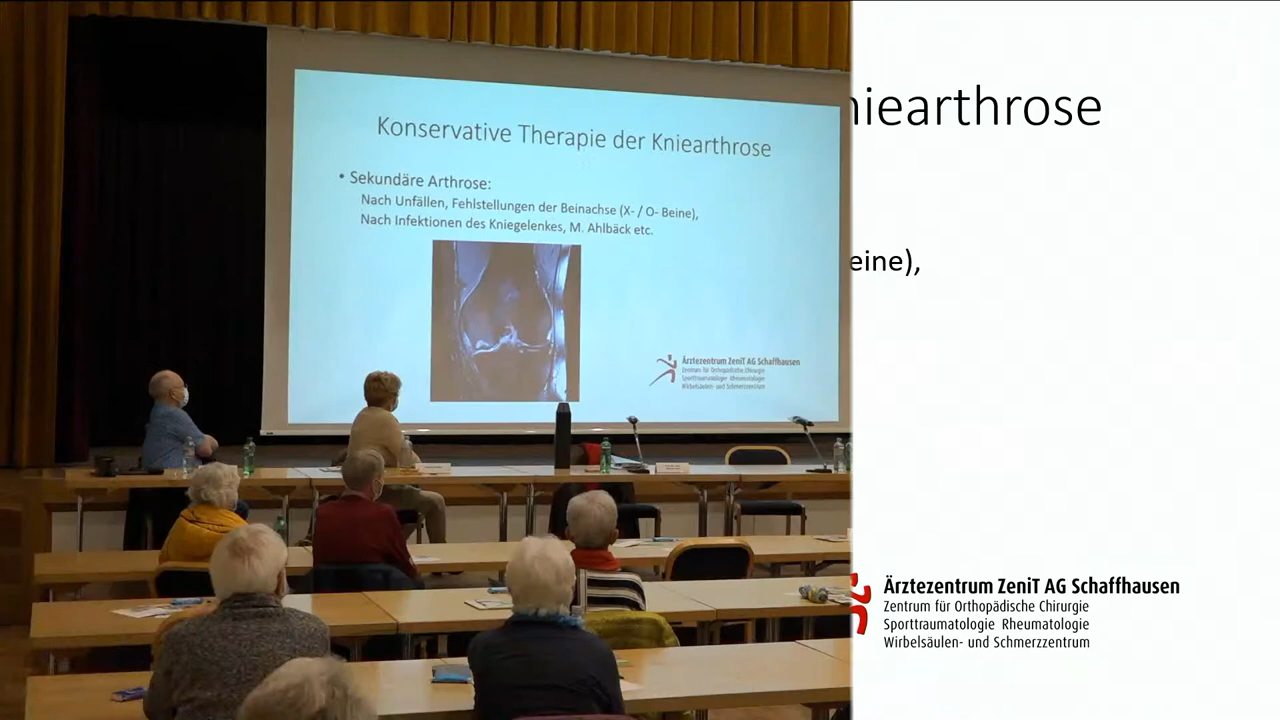 Konservative Therapie der Kniearthrose
• Sekundäre Arthrose:
Nach Unfällen, Fehlstellungen der Beinachse (X- / O- Beine),
Nach Infektionen des Kniegelenkes, M. Ahlbäck etc.
Ärztezentrum ZeniT AG Schaffhausen
Zentrum für Orthopädische Chirurgie
Sporttraumatologie Rheumatologie
Wirbelsäulen- und Schmerzzentrum
niearthrose
eine),
Ärztezentrum ZeniT AG Schaffhausen
Zentrum für Orthopädische Chirurgie
Sporttraumatologie Rheumatologie
Wirbelsäulen- und Schmerzzentrum